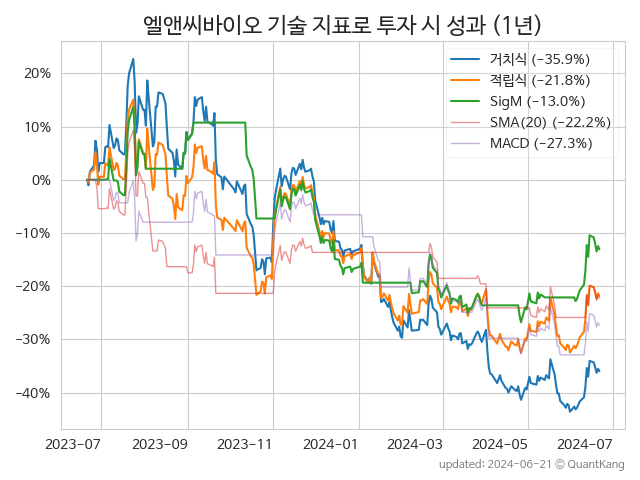 엘앤씨바이오 기술 지표로 투자 시 성과 (1년)
거치식 (−35.9%)
적립식 (−21.8%)
SigM (−13.0%)
SMA(20) (−22.2%)
MACD (−27.3%)
20%
10%
0%
−10%
−20%
−30%
−40%
2023-07 2023-09 2023-11 2024-01 2024-03 2024-05 2024-07
updated: 2024-06-21 © QuantKang